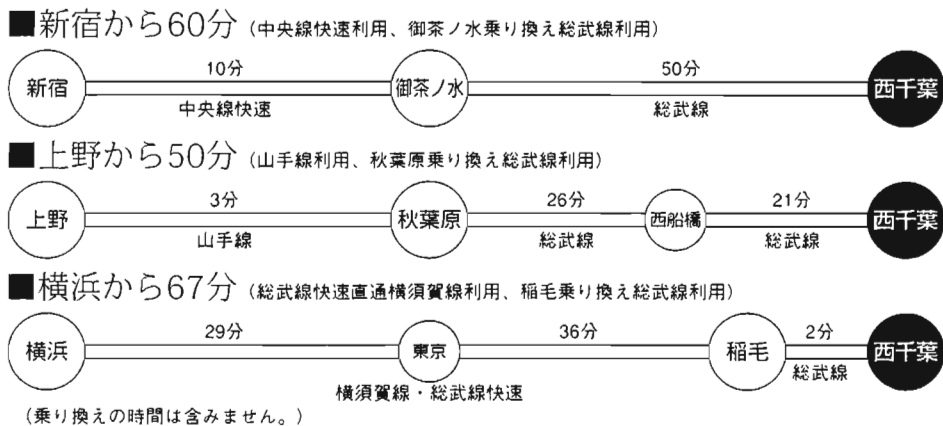 ■新宿から60分（中央線快速利用、御茶ノ水乗り換え総武線利用）
10分 50分
新宿 御茶ノ水 西千葉
中央線快速 総武線
■上野から50分（山手線利用、秋葉原乗り換え総武線利用）
3分 26分 21分
上野 秋葉原 西船橋 西千葉
山手線 総武線 総武線
■横浜から67分（総武線快速直通横須賀線利用、稲毛乗り換え総武線利用）
29分 36分 2分
横浜 東京 稲毛 西千葉
総武線
横須賀線・総武線快速
（乗り換えの時間は含みません。）